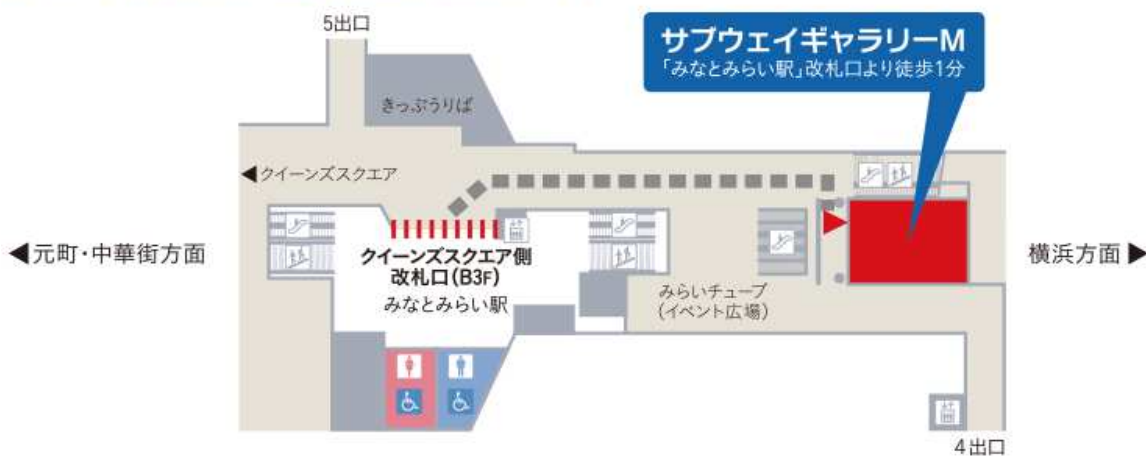 5出口
サブウェイギャラリーM
「みなとみらい駅」改札口より徒歩1分
きっぷうりば
◀クイーンズスクエア
◀元町・中華街方面
クイーンズスクエア側
改札口(B3F)
みなとみらい駅
みらいチューブ
(イベント広場)
横浜方面▶
4出口